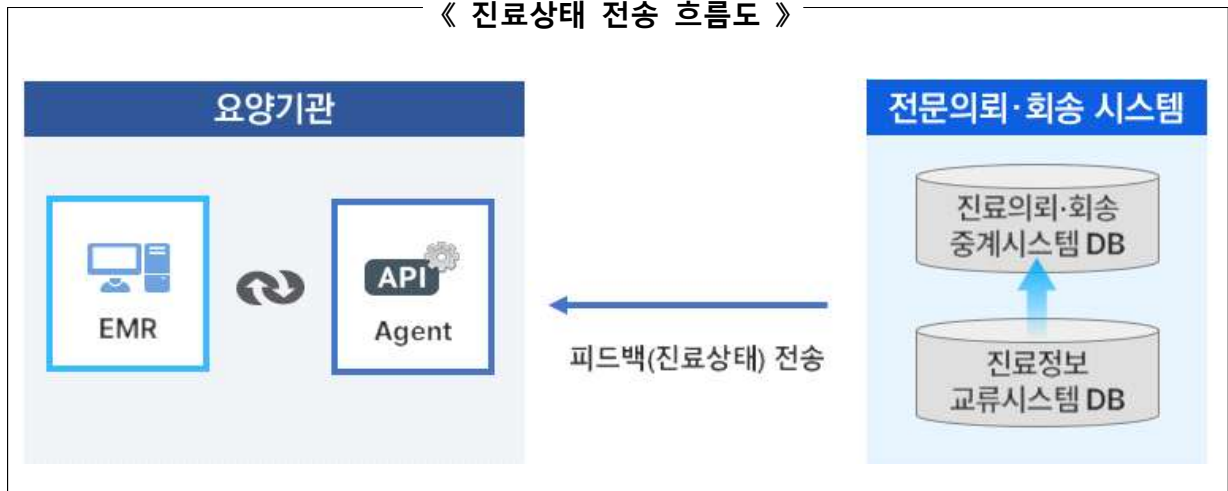 《 진료상태 전송 흐름도 》
요양기관
전문의뢰·회송 시스템
EMR
API
Agent
피드백(진료상태) 전송
진료의뢰·회송
중계시스템 DB
진료정보
교류시스템 DB